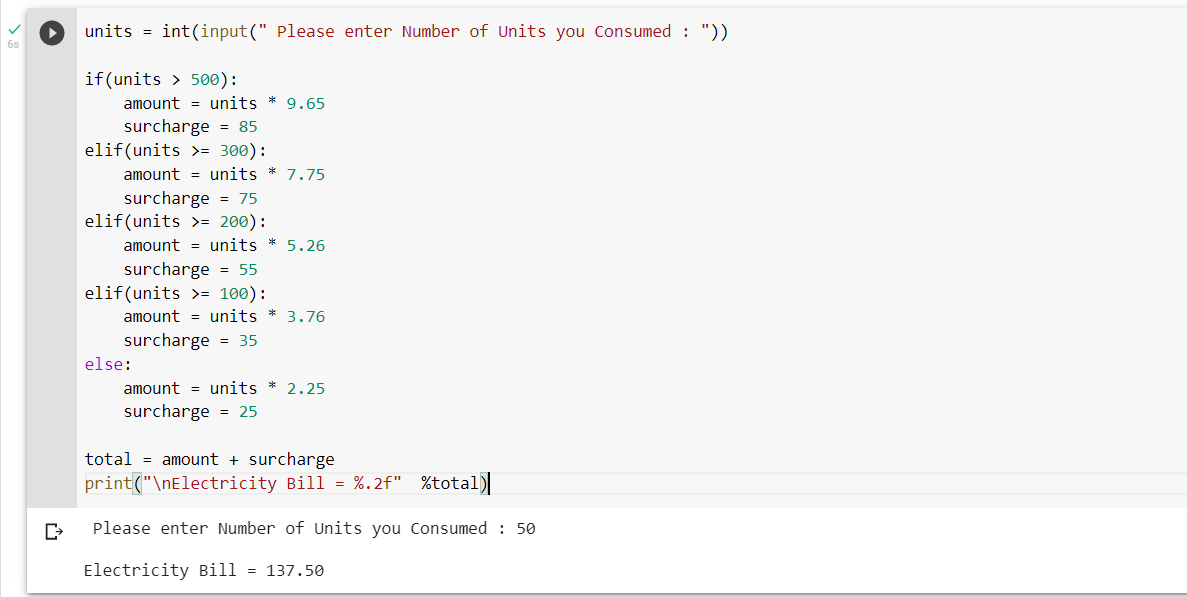 6s
units = int(input(" Please enter Number of Units you Consumed : "))
if(units > 500):
    amount = units * 9.65
    surcharge = 85
elif(units >= 300):
    amount = units * 7.75
    surcharge = 75
elif(units >= 200):
    amount = units * 5.26
    surcharge = 55
elif(units >= 100):
    amount = units * 3.76
    surcharge = 35
else:
    amount = units * 2.25
    surcharge = 25
total = amount + surcharge
print("\nElectricity Bill = %.2f"  %total)
 Please enter Number of Units you Consumed : 50
Electricity Bill = 137.50